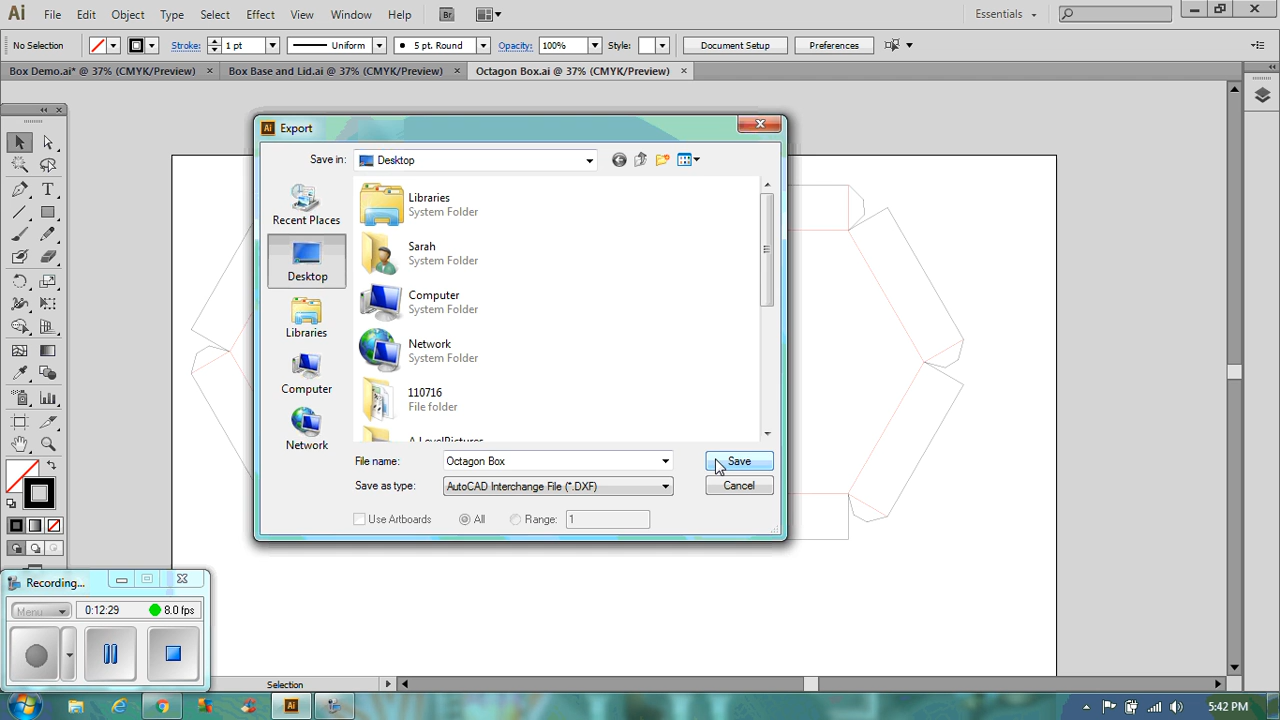 Ai File Edit Object Type Select Effect View Window Help Br Essentials
No Selection Stroke: 1 pt Uniform 5 pt. Round Opacity: 100% Style: Document Setup Preferences
Box Demo.ai* @ 37% (CMYK/Preview) × Box Base and Lid.ai @ 37% (CMYK/Preview) × Octagon Box.ai @ 37% (CMYK/Preview) ×
Ai Export
Save in: Desktop
Recent Places
Desktop
Libraries
Computer
Network
Libraries
System Folder
Sarah
System Folder
Computer
System Folder
Network
System Folder
110716
File folder
A Level Pictures
File name: Octagon Box Save
Save as type: AutoCAD Interchange File (*.DXF) Cancel
Use Artboards All Range: 1
Recording...
Menu 0:12:29 8.0 fps
Selection
Ai 5:42 PM